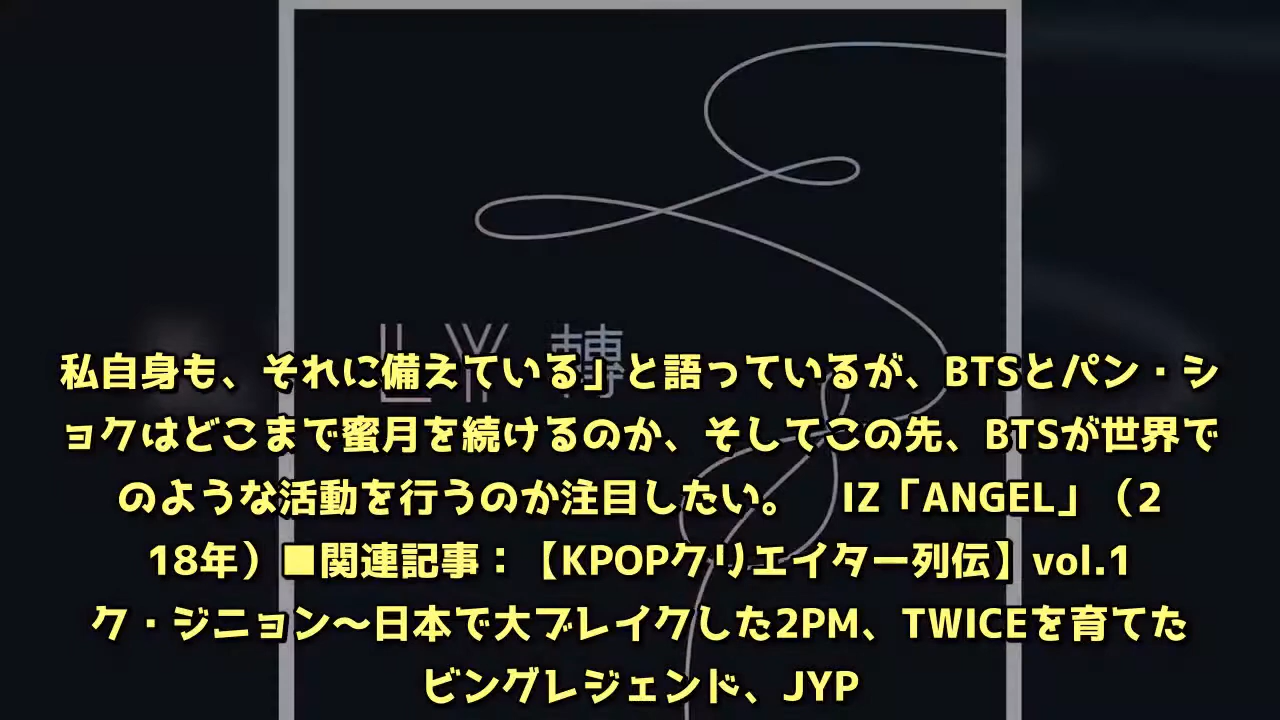 LY 轉
私自身も、それに備えている」と語っているが、BTSとパン・シ
ョクはどこまで蜜月を続けるのか、そしてこの先、BTSが世界で
のような活動を行うのか注目したい。　IZ「ANGEL」（2
18年）■関連記事：【KPOPクリエイター列伝】vol.1
ク・ジニョン～日本で大ブレイクした2PM、TWICEを育てた
ビングレジェンド、JYP